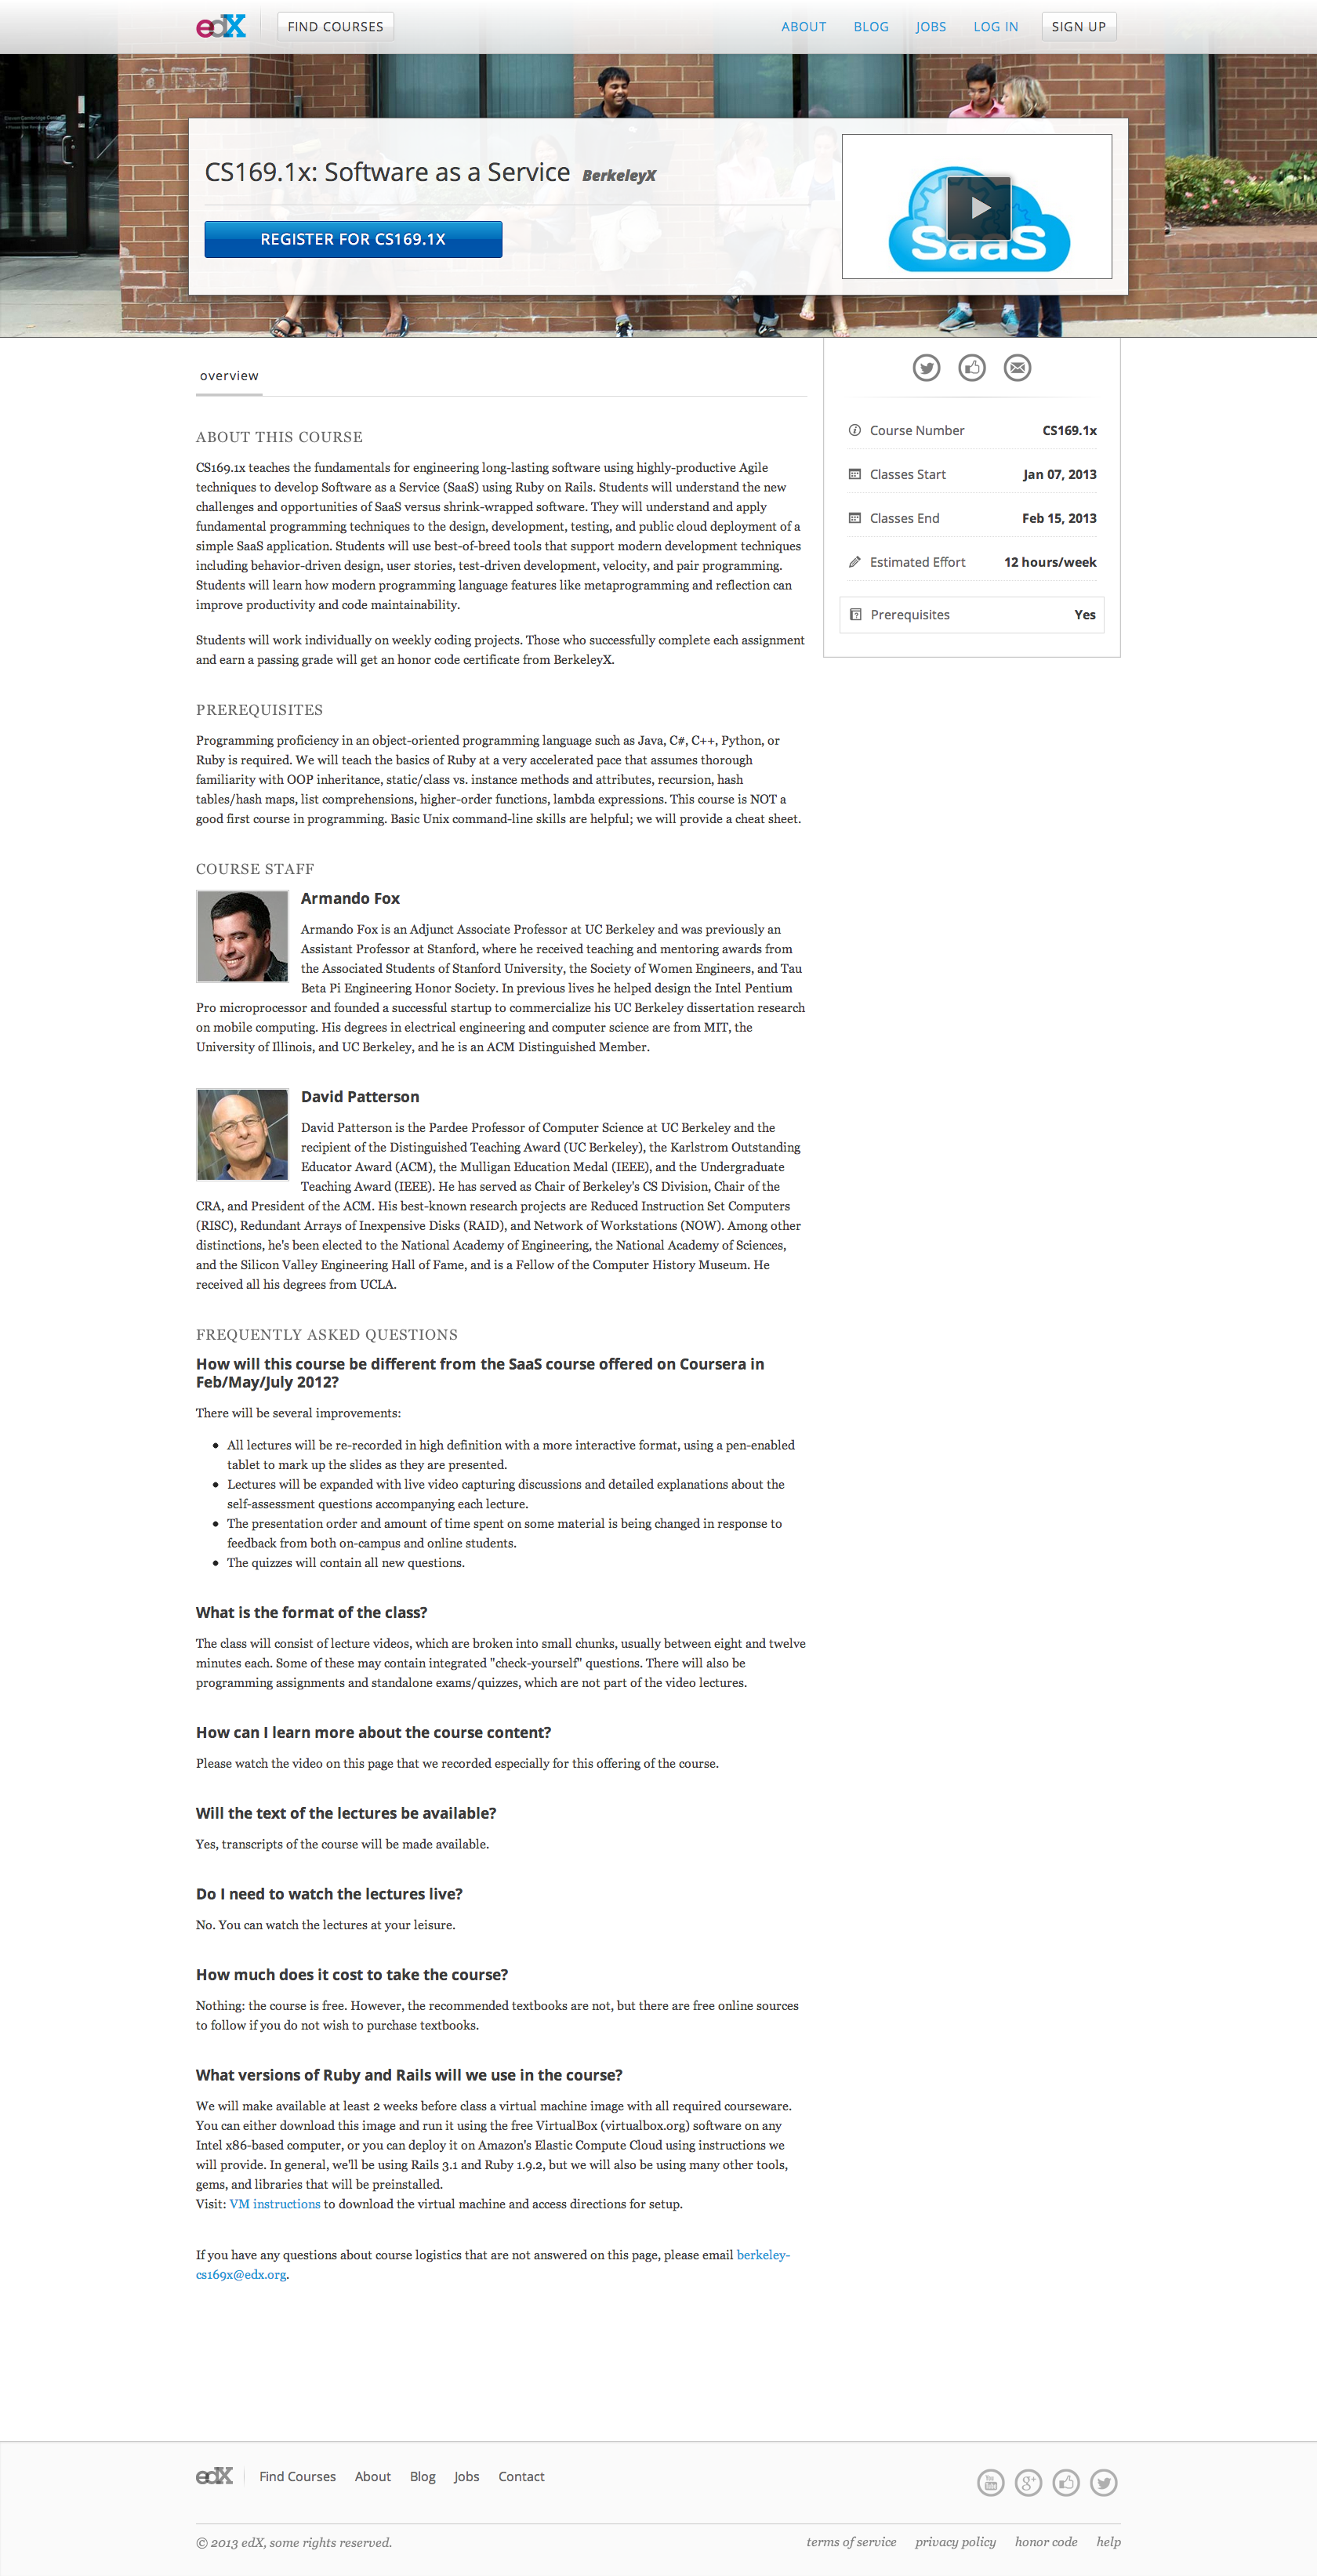 edX
FIND COURSES
ABOUT
BLOG
JOBS
LOG IN
SIGN UP
CS169.1x: Software as a Service BerkeleyX
REGISTER FOR CS169.1X
SaaS
overview
ABOUT THIS COURSE
CS169.1x teaches the fundamentals for engineering long-lasting software using highly-productive Agile
techniques to develop Software as a Service (SaaS) using Ruby on Rails. Students will understand the new
challenges and opportunities of SaaS versus shrink-wrapped software. They will understand and apply
fundamental programming techniques to the design, development, testing, and public cloud deployment of a
simple SaaS application. Students will use best-of-breed tools that support modern development techniques
including behavior-driven design, user stories, test-driven development, velocity, and pair programming.
Students will learn how modern programming language features like metaprogramming and reflection can
improve productivity and code maintainability.
Students will work individually on weekly coding projects. Those who successfully complete each assignment
and earn a passing grade will get an honor code certificate from BerkeleyX.
Course Number CS169.1x
Classes Start Jan 07, 2013
Classes End Feb 15, 2013
Estimated Effort 12 hours/week
Prerequisites Yes
PREREQUISITES
Programming proficiency in an object-oriented programming language such as Java, C#, C++, Python, or
Ruby is required. We will teach the basics of Ruby at a very accelerated pace that assumes thorough
familiarity with OOP inheritance, static/class vs. instance methods and attributes, recursion, hash
tables/hash maps, list comprehensions, higher-order functions, lambda expressions. This course is NOT a
good first course in programming. Basic Unix command-line skills are helpful; we will provide a cheat sheet.
COURSE STAFF
Armando Fox
Armando Fox is an Adjunct Associate Professor at UC Berkeley and was previously an
Assistant Professor at Stanford, where he received teaching and mentoring awards from
the Associated Students of Stanford University, the Society of Women Engineers, and Tau
Beta Pi Engineering Honor Society. In previous lives he helped design the Intel Pentium
Pro microprocessor and founded a successful startup to commercialize his UC Berkeley dissertation research
on mobile computing. His degrees in electrical engineering and computer science are from MIT, the
University of Illinois, and UC Berkeley, and he is an ACM Distinguished Member.
David Patterson
David Patterson is the Pardee Professor of Computer Science at UC Berkeley and the
recipient of the Distinguished Teaching Award (UC Berkeley), the Karlstrom Outstanding
Educator Award (ACM), the Mulligan Education Medal (IEEE), and the Undergraduate
Teaching Award (IEEE). He has served as Chair of Berkeley's CS Division, Chair of the
CRA, and President of the ACM. His best-known research projects are Reduced Instruction Set Computers
(RISC), Redundant Arrays of Inexpensive Disks (RAID), and Network of Workstations (NOW). Among other
distinctions, he's been elected to the National Academy of Engineering, the National Academy of Sciences,
and the Silicon Valley Engineering Hall of Fame, and is a Fellow of the Computer History Museum. He
received all his degrees from UCLA.
FREQUENTLY ASKED QUESTIONS
How will this course be different from the SaaS course offered on Coursera in
Feb/May/July 2012?
There will be several improvements:
• All lectures will be re-recorded in high definition with a more interactive format, using a pen-enabled
tablet to mark up the slides as they are presented.
• Lectures will be expanded with live video capturing discussions and detailed explanations about the
self-assessment questions accompanying each lecture.
• The presentation order and amount of time spent on some material is being changed in response to
feedback from both on-campus and online students.
• The quizzes will contain all new questions.
What is the format of the class?
The class will consist of lecture videos, which are broken into small chunks, usually between eight and twelve
minutes each. Some of these may contain integrated "check-yourself" questions. There will also be
programming assignments and standalone exams/quizzes, which are not part of the video lectures.
How can I learn more about the course content?
Please watch the video on this page that we recorded especially for this offering of the course.
Will the text of the lectures be available?
Yes, transcripts of the course will be made available.
Do I need to watch the lectures live?
No. You can watch the lectures at your leisure.
How much does it cost to take the course?
Nothing: the course is free. However, the recommended textbooks are not, but there are free online sources
to follow if you do not wish to purchase textbooks.
What versions of Ruby and Rails will we use in the course?
We will make available at least 2 weeks before class a virtual machine image with all required courseware.
You can either download this image and run it using the free VirtualBox (virtualbox.org) software on any
Intel x86-based computer, or you can deploy it on Amazon's Elastic Compute Cloud using instructions we
will provide. In general, we'll be using Rails 3.1 and Ruby 1.9.2, but we will also be using many other tools,
gems, and libraries that will be preinstalled.
Visit: VM instructions to download the virtual machine and access directions for setup.
If you have any questions about course logistics that are not answered on this page, please email berkeley-
cs169x@edx.org.
edX
Find Courses
About
Blog
Jobs
Contact
You Tube
g+
© 2013 edX, some rights reserved.
terms of service
privacy policy
honor code
help